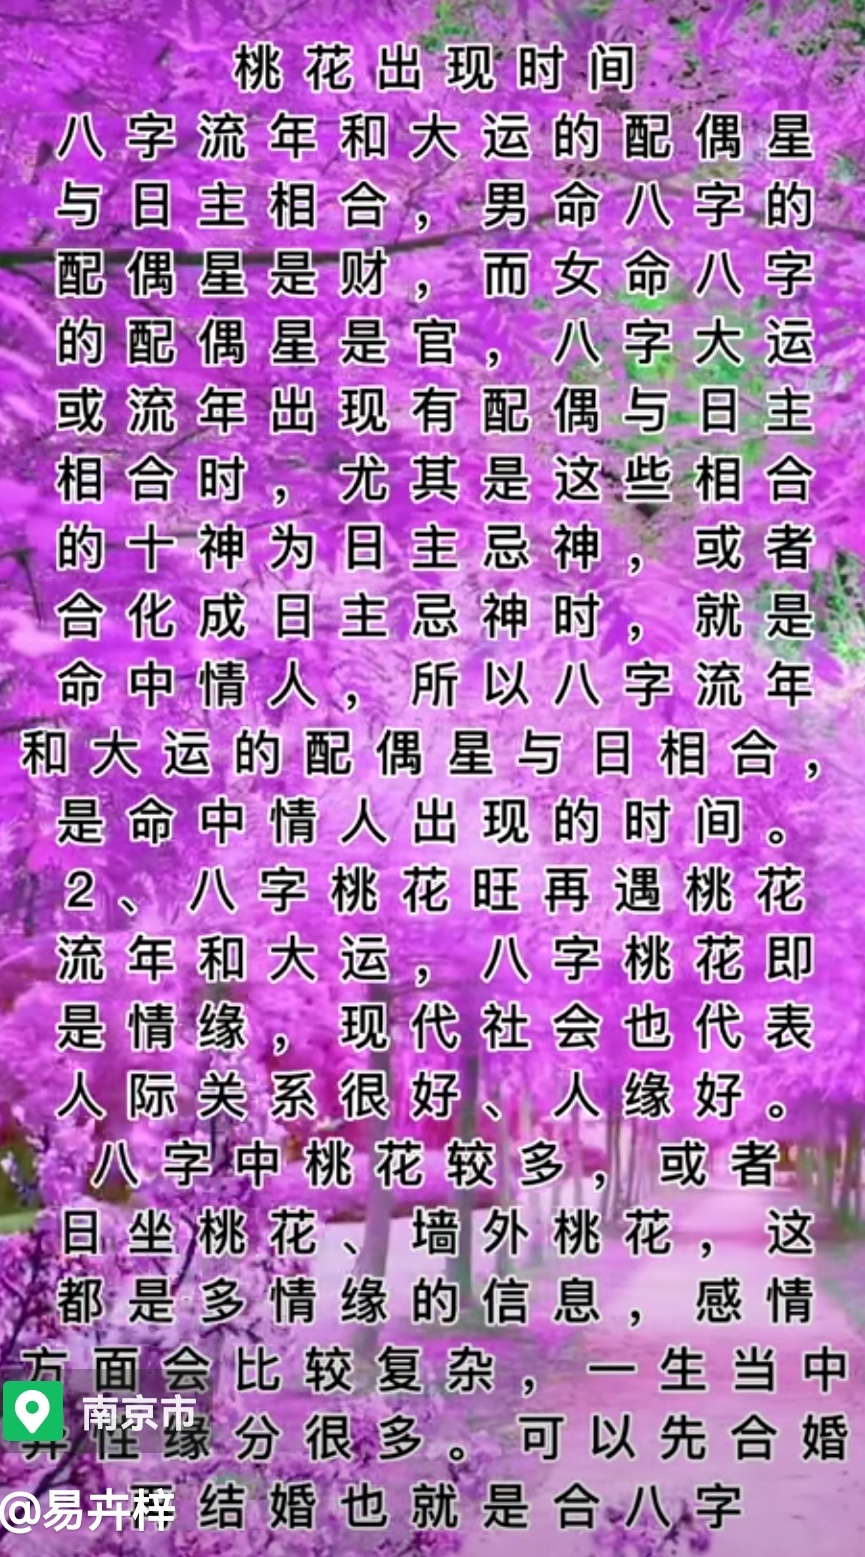 桃花出现时间
八字流年和大运的配偶星
与日主相合，男命八字的
配偶星是财，而女命八字
的配偶星是官，八字大运
或流年出现有配偶与日主
相合时，尤其是这些相合
的十神为日主忌神，或者
合化成日主忌神时，就是
命中情人，所以八字流年
和大运的配偶星与日相合，
是命中情人出现的时间。
2、八字桃花旺再遇桃花
流年和大运，八字桃花即
是情缘，现代社会也代表
人际关系很好、人缘好。
八字中桃花较多，或者
日坐桃花、墙外桃花，这
都是多情缘的信息，感情
方面会比较复杂，一生当中
异性缘分很多。可以先合婚
结婚也就是合八字
南京市
@易卉梓